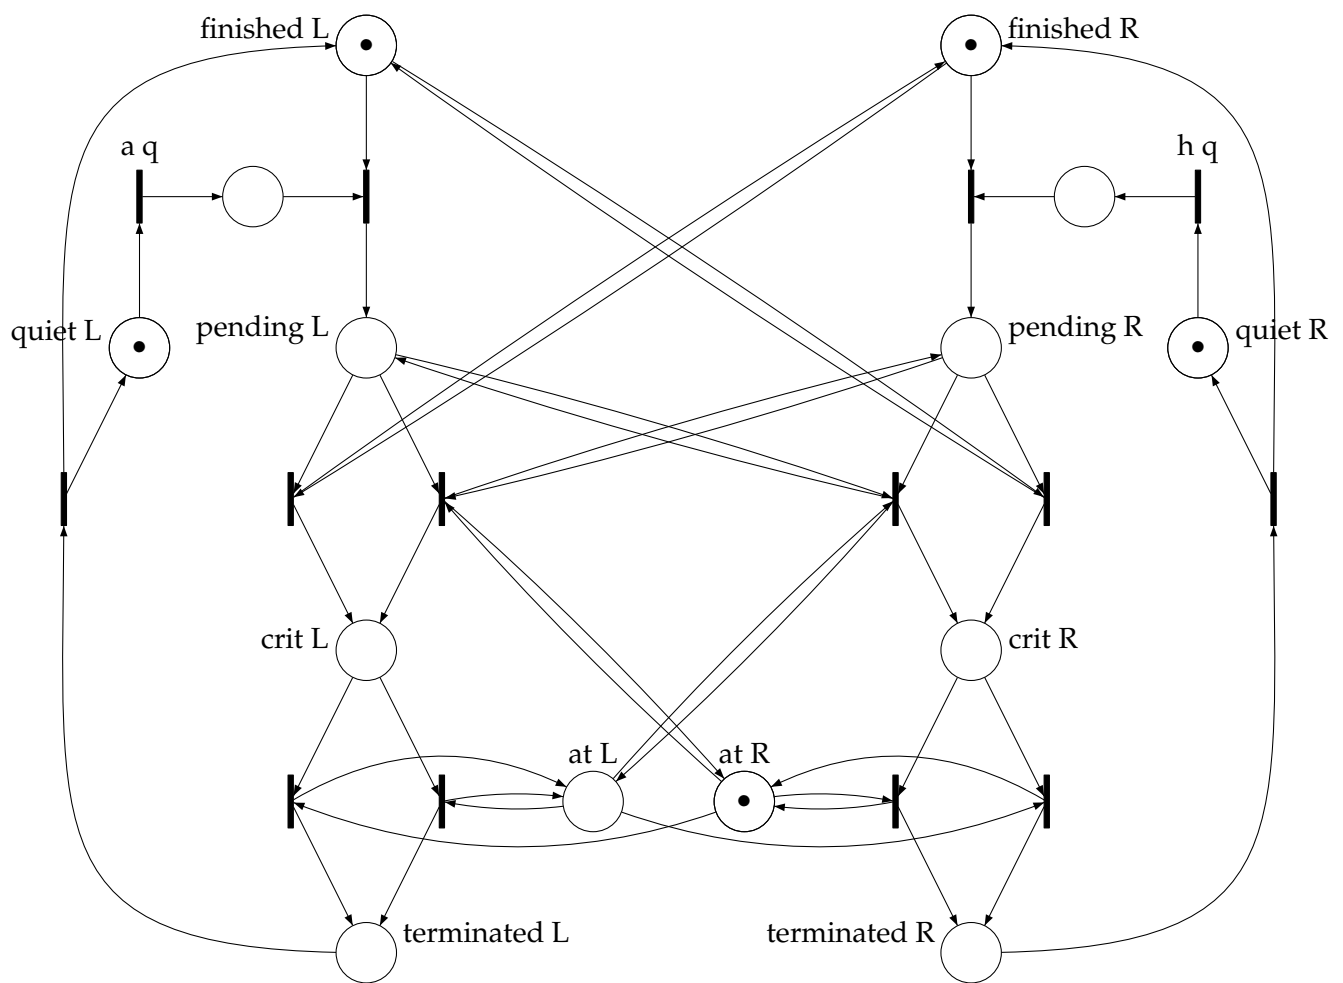 finished L
finished R
a q
h q
quiet L
pending L
pending R
quiet R
crit L
crit R
at L
at R
terminated L
terminated R